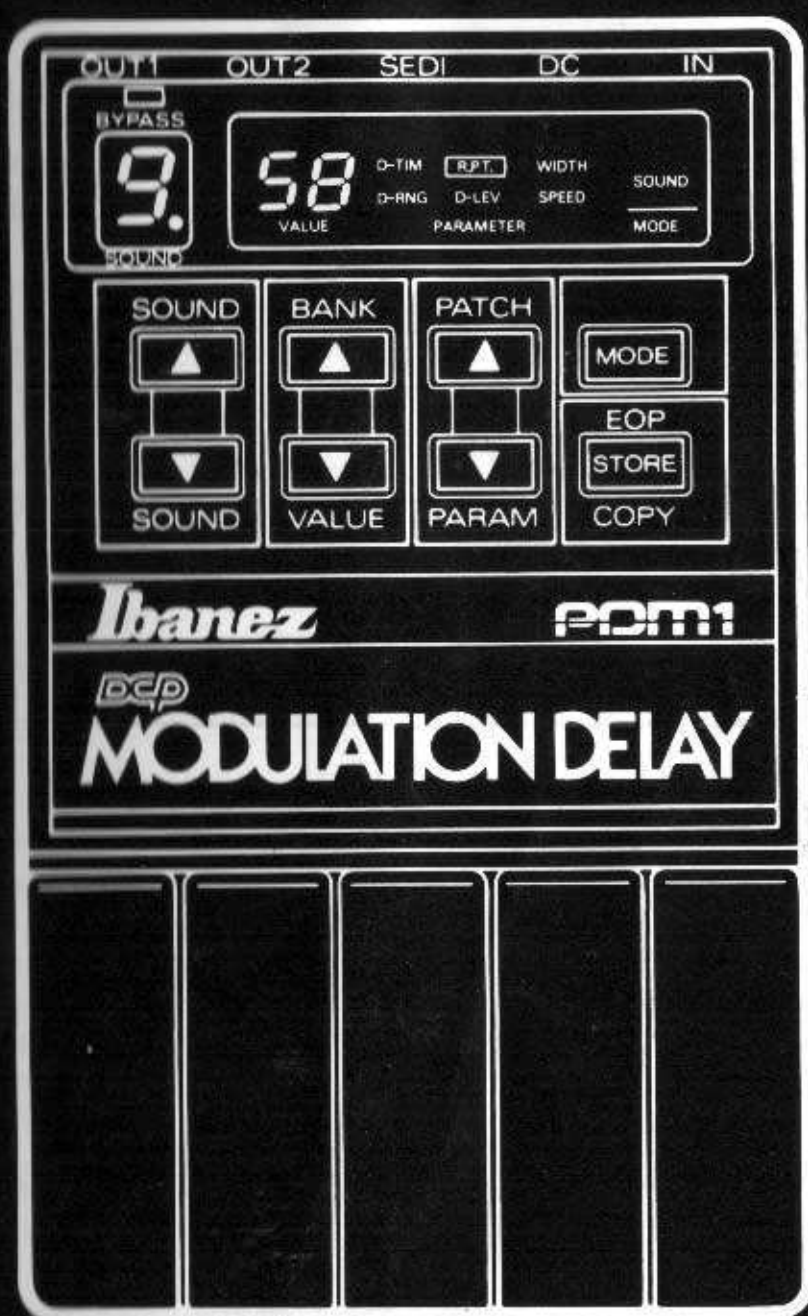 OUT1 OUT2 SEDI DC IN
BYPASS
9.
SOUND
58
VALUE
D-TIM R.PT. WIDTH
D-RNG D-LEV SPEED
PARAMETER
SOUND
MODE
SOUND BANK PATCH
MODE
EOP
STORE
SOUND VALUE PARAM COPY
Ibanez PDM1
DCP
MODULATION DELAY